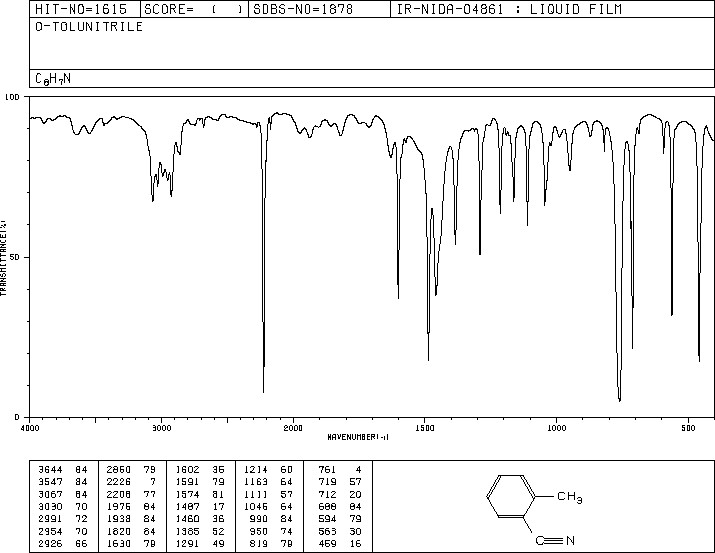 HIT-NO=1615 SCORE= ( ) SDBS-NO=1878 IR-NIDA-04861 : LIQUID FILM
O-TOLUNITRILE
C8H7N
100
50
0
TRANSMITTANCE(%)
4000 3000 2000 1500 1000 500
WAVENUMBER(-1)
3644 84 2860 79 1602 35 1214 60 761 4
3547 84 2226 7 1591 79 1163 64 719 57
3067 84 2208 77 1574 81 1111 57 712 20
3030 70 1976 84 1487 17 1045 64 688 84
2991 72 1938 84 1460 36 990 84 594 79
2954 70 1820 84 1385 52 950 74 563 30
2926 66 1630 79 1291 49 819 79 459 16
CH3
C≡N